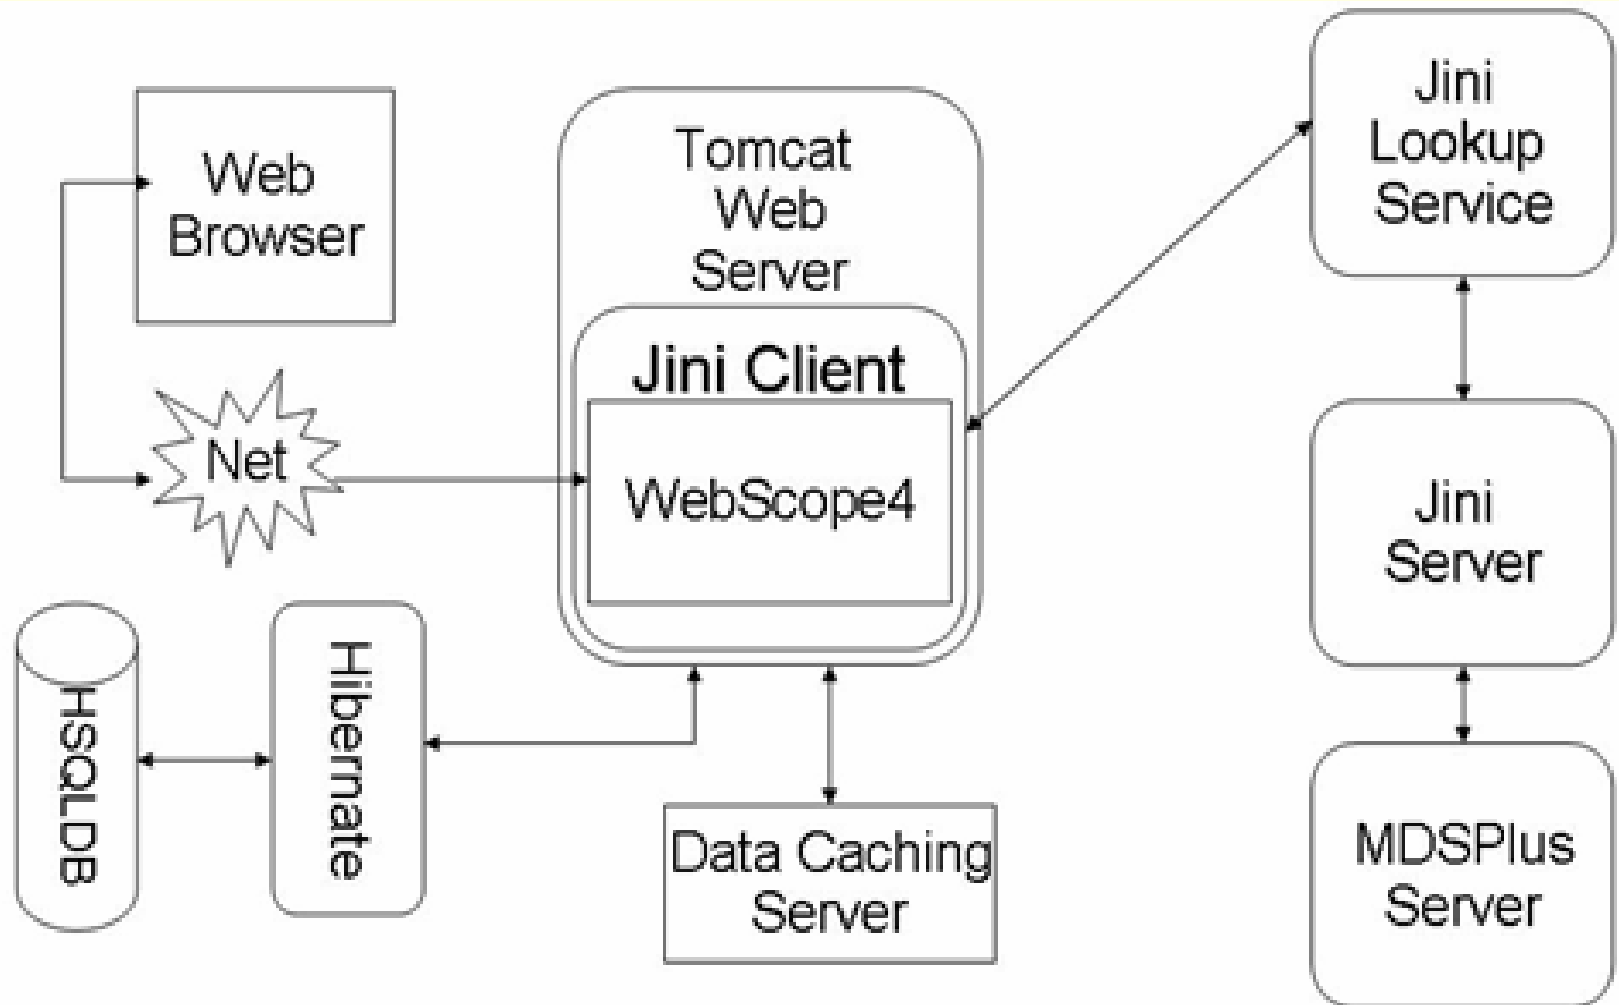 Web
Browser
Tomcat
Web
Server
Jini
Lookup
Service
Jini Client
Net
WebScope4
Jini
Server
HSQLDB
Hibernate
Data Caching
Server
MDSPlus
Server